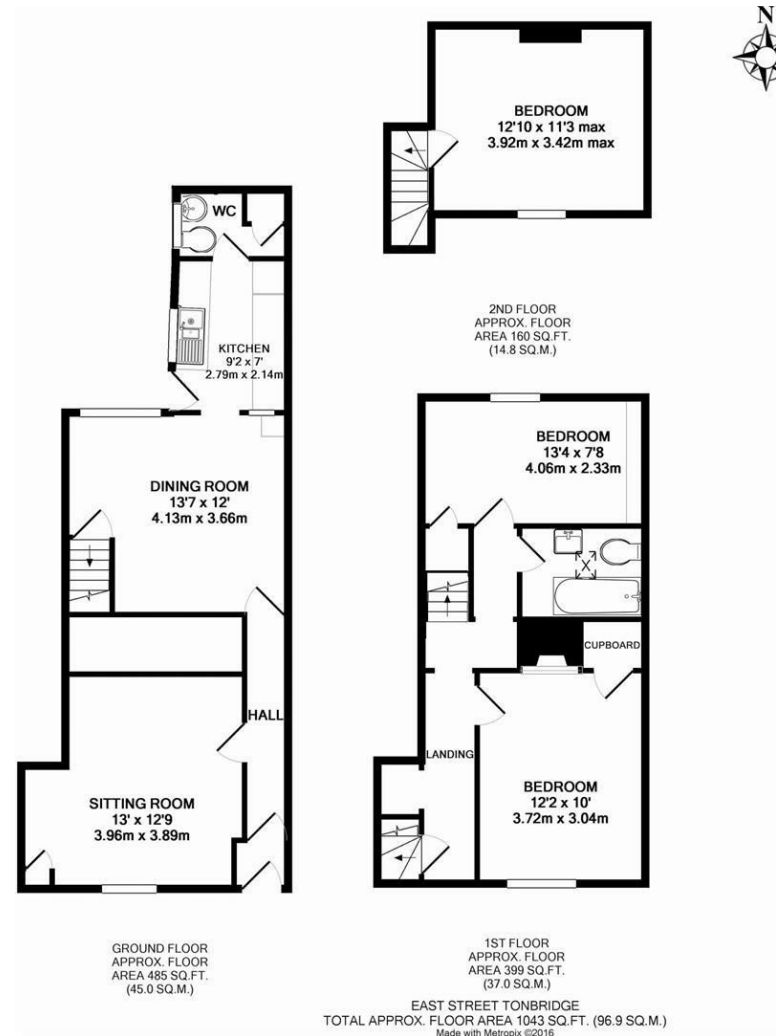 N
BEDROOM
12'10 x 11'3 max
3.92m x 3.42m max
2ND FLOOR
APPROX. FLOOR
AREA 160 SQ.FT.
(14.8 SQ.M.)
WC
KITCHEN
9'2 x 7'
2.79m x 2.14m
DINING ROOM
13'7 x 12'
4.13m x 3.66m
HALL
SITTING ROOM
13' x 12'9
3.96m x 3.89m
GROUND FLOOR
APPROX. FLOOR
AREA 485 SQ.FT.
(45.0 SQ.M.)
BEDROOM
13'4 x 7'8
4.06m x 2.33m
CUPBOARD
LANDING
BEDROOM
12'2 x 10'
3.72m x 3.04m
1ST FLOOR
APPROX. FLOOR
AREA 399 SQ.FT.
(37.0 SQ.M.)
EAST STREET TONBRIDGE
TOTAL APPROX. FLOOR AREA 1043 SQ.FT. (96.9 SQ.M.)
Made with Metropix ©2016